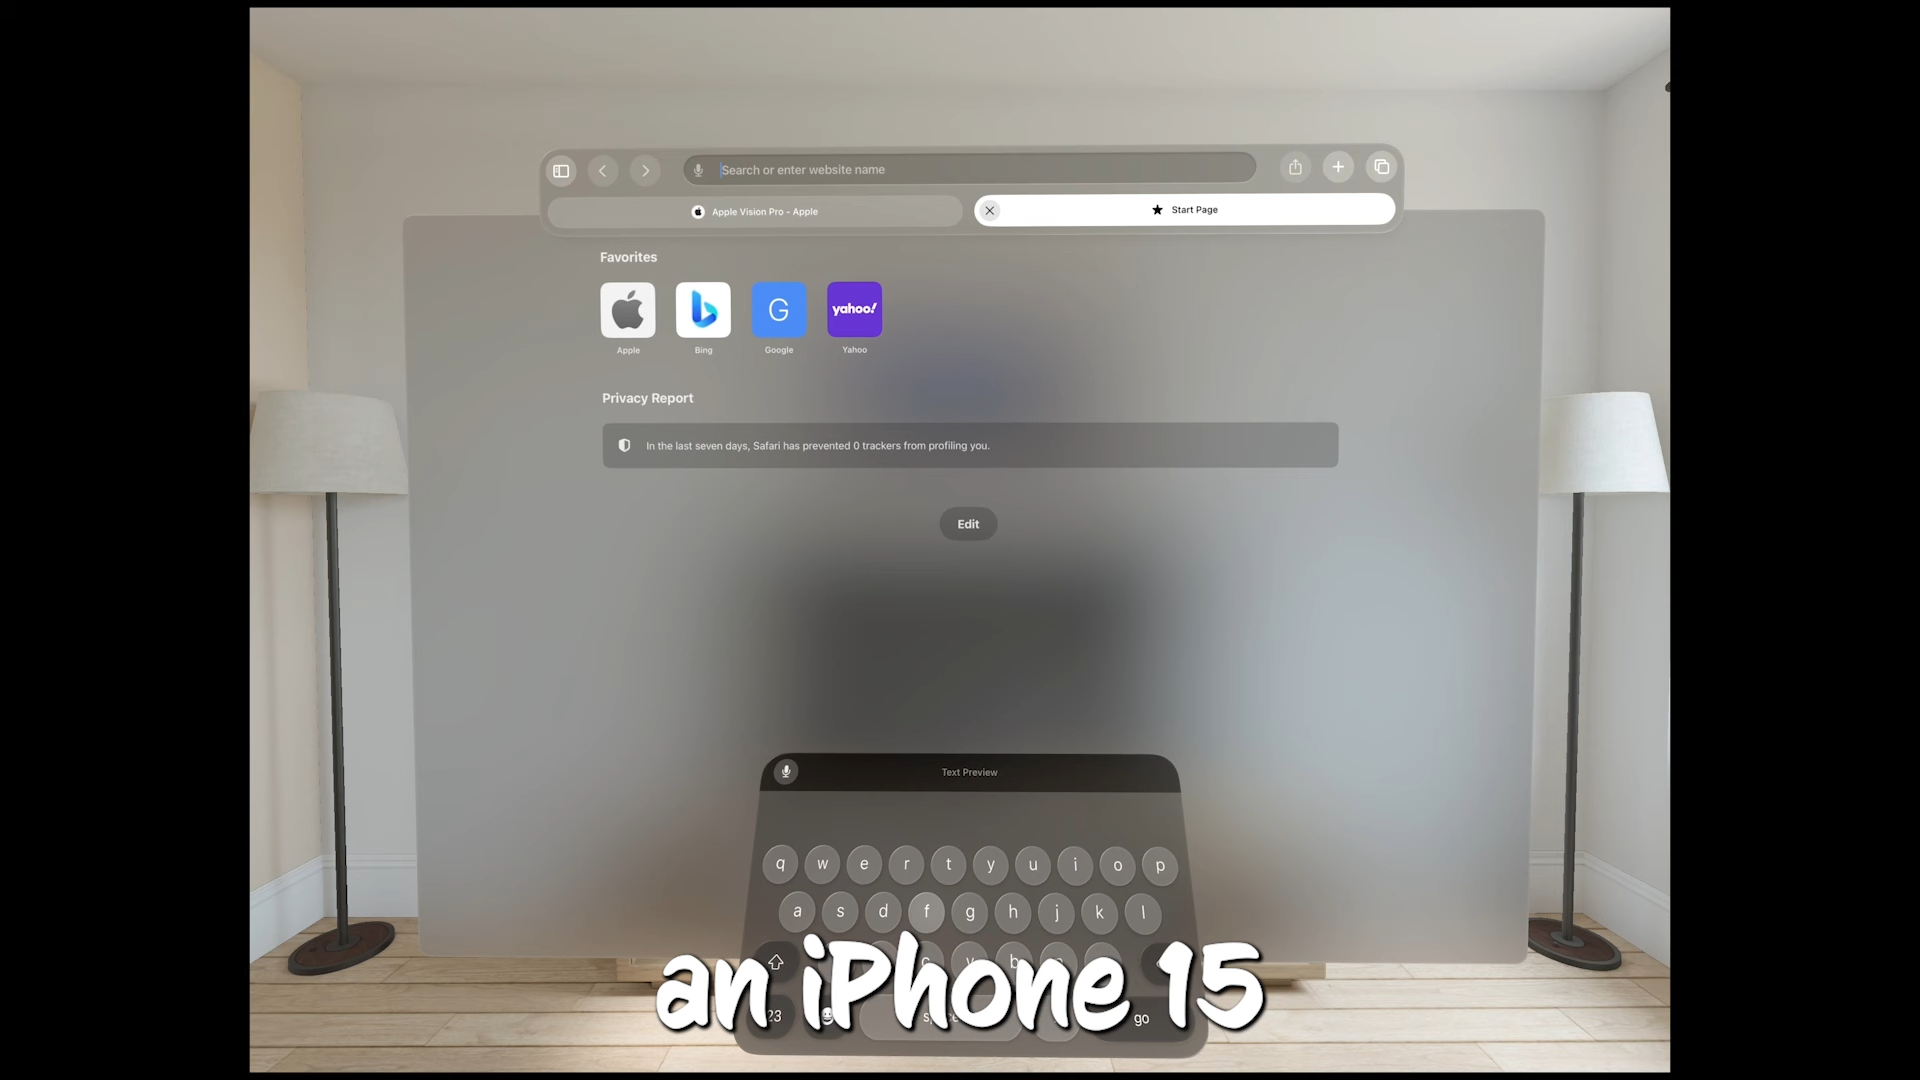 Search or enter website name
Apple Vision Pro - Apple
Start Page
Favorites
yahoo!
G
Apple
Bing
Google
Yahoo
Privacy Report
In the last seven days, Safari has prevented 0 trackers from profiling you.
Edit
Text Preview
q w e r t y u i o p
a s d f g h j k l
an iPhone 15
go